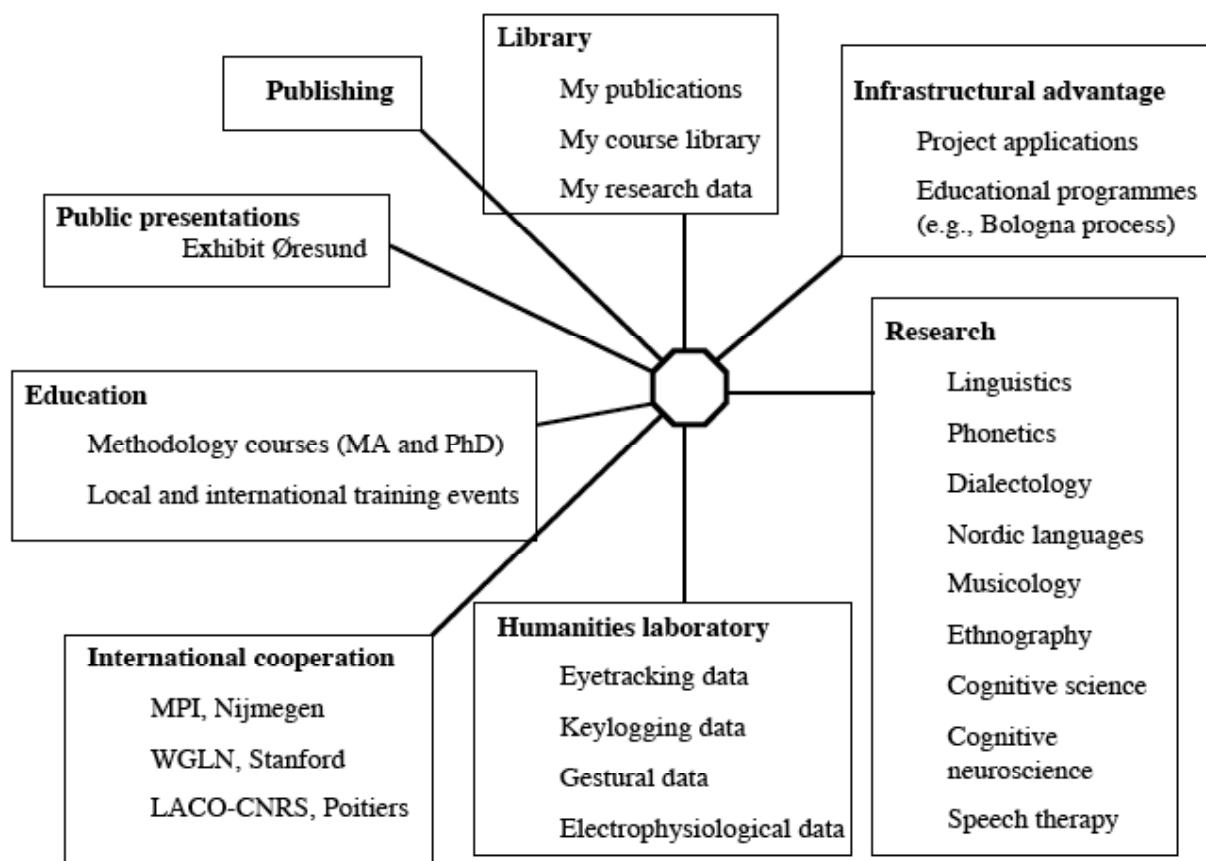 Library
My publications
My course library
My research data
Publishing
Infrastructural advantage
Project applications
Educational programmes
(e.g., Bologna process)
Public presentations
Exhibit Øresund
Research
Linguistics
Phonetics
Dialectology
Nordic languages
Musicology
Ethnography
Cognitive science
Cognitive
neuroscience
Speech therapy
Education
Methodology courses (MA and PhD)
Local and international training events
Humanities laboratory
Eyetracking data
Keylogging data
Gestural data
Electrophysiological data
International cooperation
MPI, Nijmegen
WGLN, Stanford
LACO-CNRS, Poitiers